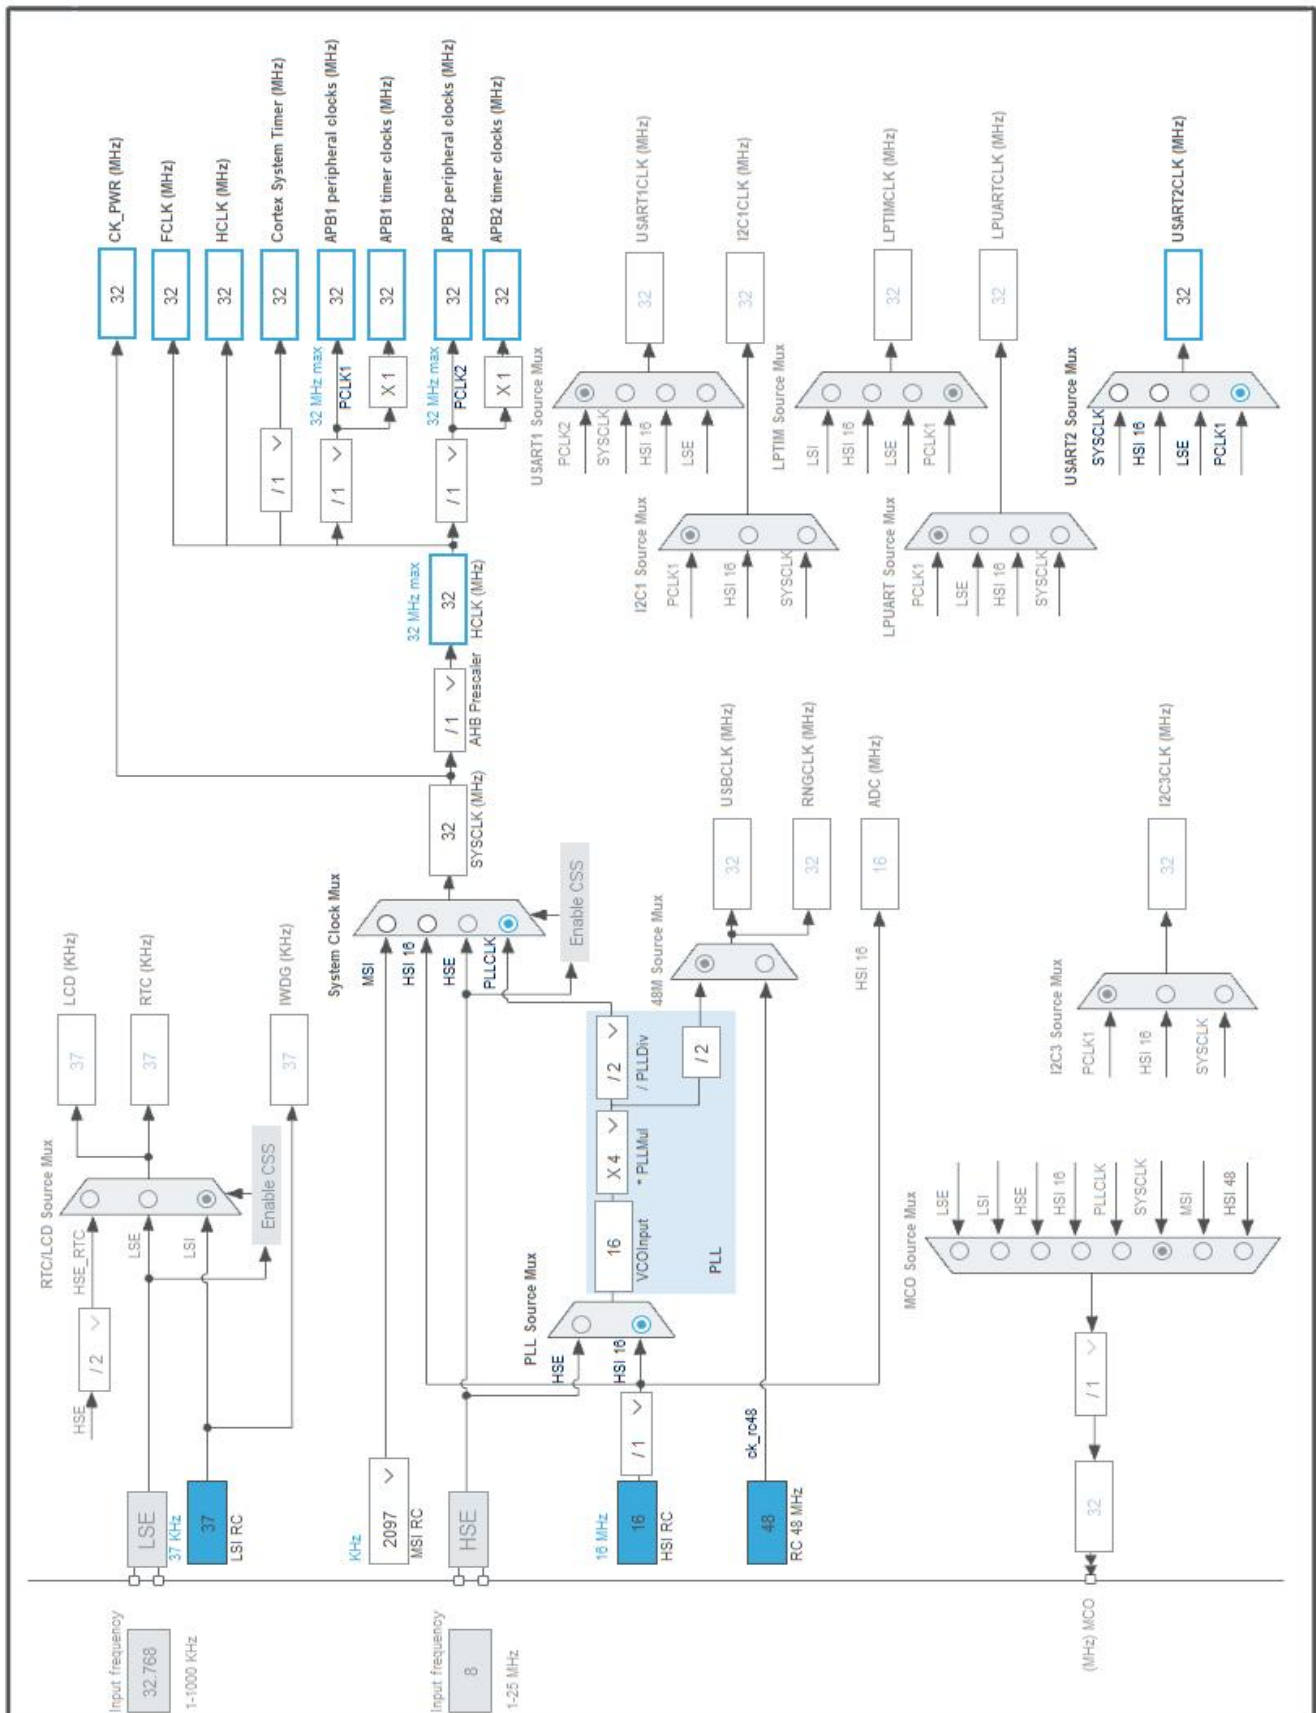 Input frequency
32.768
1-1000 KHz
LSE
37 KHz
37
LSI RC
HSE
/ 2
HSE_RTC
LSE
LSI
RTC/LCD Source Mux
Enable CSS
37
LCD (KHz)
37
RTC (KHz)
37
IWDG (KHz)
Input frequency
8
1-25 MHz
KHz
2097
MSI RC
HSE
16 MHz
16
HSI RC
/ 1
48
RC 48 MHz
ck_rc48
PLL Source Mux
HSE
HSI 16
16
VCOInput
X 4
* PLLMul
/ 2
/ PLLDiv
/ 2
PLL
System Clock Mux
MSI
HSI 16
HSE
PLLCLK
Enable CSS
48M Source Mux
32
USBCLK (MHz)
32
RNGCLK (MHz)
HSI 16
16
ADC (MHz)
32
SYSCLK (MHz)
/ 1
AHB Prescaler
32 MHz max
32
HCLK (MHz)
32
CK_PWR (MHz)
32
FCLK (MHz)
32
HCLK (MHz)
/ 1
32
Cortex System Timer (MHz)
/ 1
32 MHz max
PCLK1
32
APB1 peripheral clocks (MHz)
X 1
32
APB1 timer clocks (MHz)
/ 1
32 MHz max
PCLK2
32
APB2 peripheral clocks (MHz)
X 1
32
APB2 timer clocks (MHz)
USART1 Source Mux
PCLK2
SYSCLK
HSI 16
LSE
32
USART1CLK (MHz)
I2C1 Source Mux
PCLK1
HSI 16
SYSCLK
32
I2C1CLK (MHz)
LPTIM Source Mux
LSI
HSI 16
LSE
PCLK1
32
LPTIMCLK (MHz)
LPUART Source Mux
PCLK1
LSE
HSI 16
SYSCLK
32
LPUARTCLK (MHz)
USART2 Source Mux
SYSCLK
HSI 16
LSE
PCLK1
32
USART2CLK (MHz)
I2C3 Source Mux
PCLK1
HSI 16
SYSCLK
32
I2C3CLK (MHz)
MCO Source Mux
LSE
LSI
HSE
HSI 16
PLLCLK
SYSCLK
MSI
HSI 48
/ 1
32
(MHz) MCO